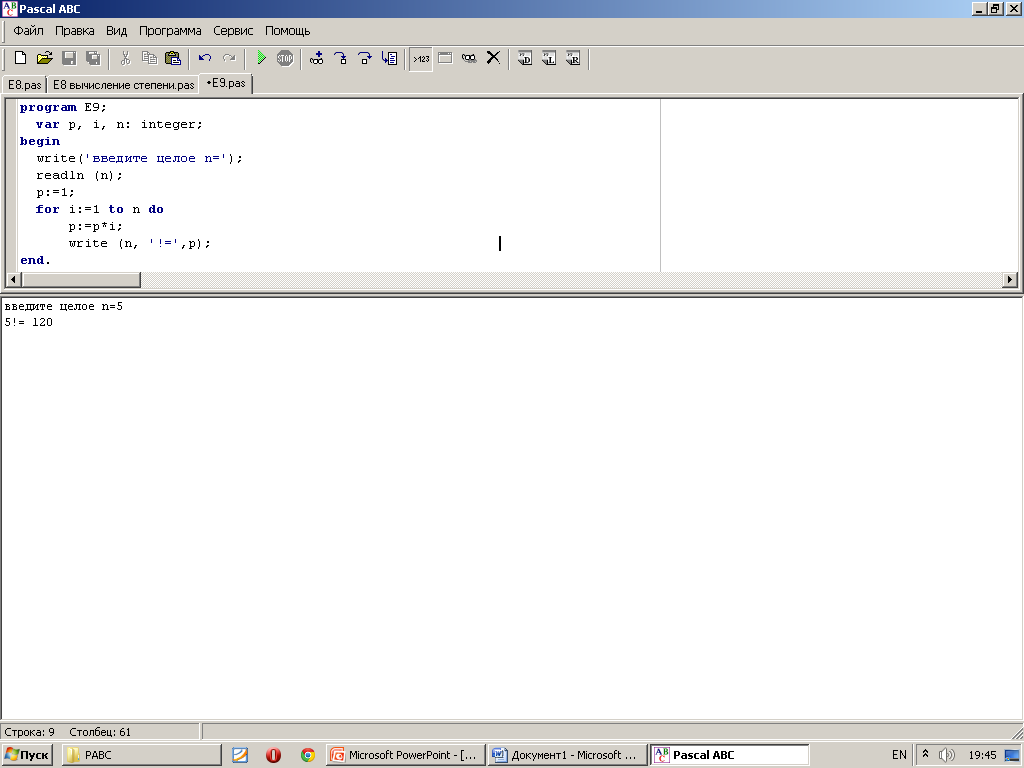 Pascal ABC
Файл Правка Вид Программа Сервис Помощь
E8.pas E8 вычисление степени.pas •E9.pas
program E9;
var p, i, n: integer;
begin
write('введите целое n=');
readln (n);
p:=1;
for i:=1 to n do
p:=p*i;
write (n, '!=',p);
end.
введите целое n=5
5!= 120
Строка: 9 Столбец: 61
Пуск PABC Microsoft PowerPoint - [... Документ1 - Microsoft ... Pascal ABC EN 19:45